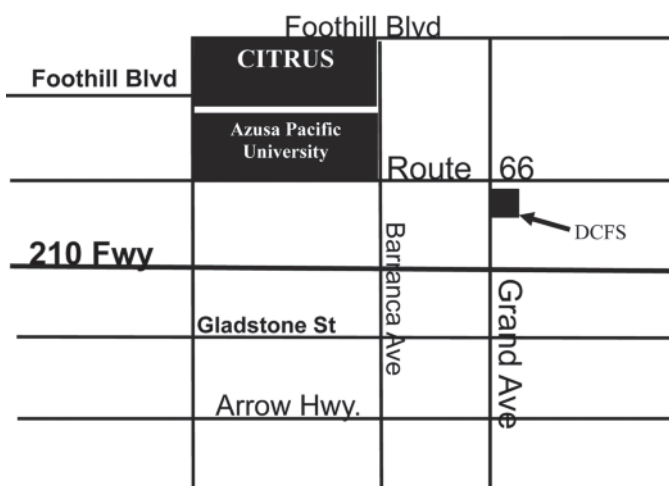 Foothill Blvd
CITRUS
Foothill Blvd
Azusa Pacific
University
Route 66
DCFS
210 Fwy
Barranca Ave
Grand Ave
Gladstone St
Arrow Hwy.